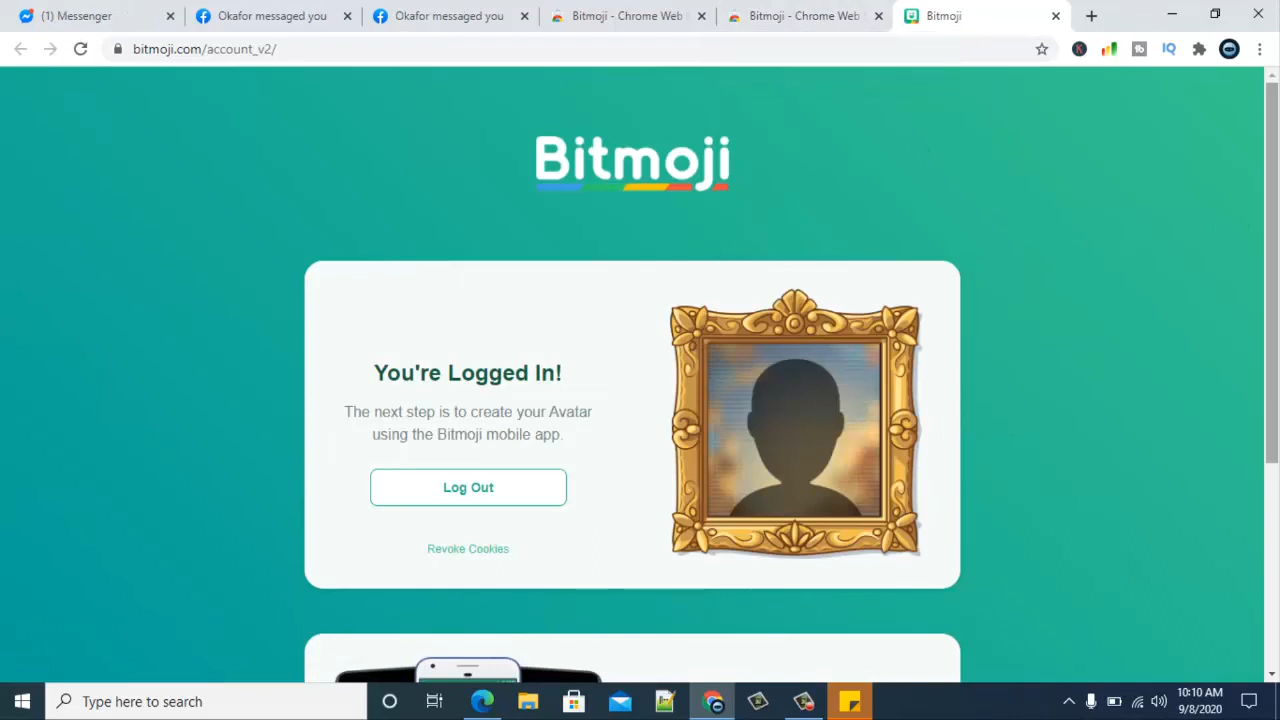 (1) Messenger
Okafor messaged you
Okafor messaged you
Bitmoji - Chrome Web
Bitmoji - Chrome Web
Bitmoji
bitmoji.com/account_v2/
IQ
Bitmoji
You're Logged In!
The next step is to create your Avatar
using the Bitmoji mobile app.
Log Out
Revoke Cookies
Type here to search
10:10 AM
9/8/2020